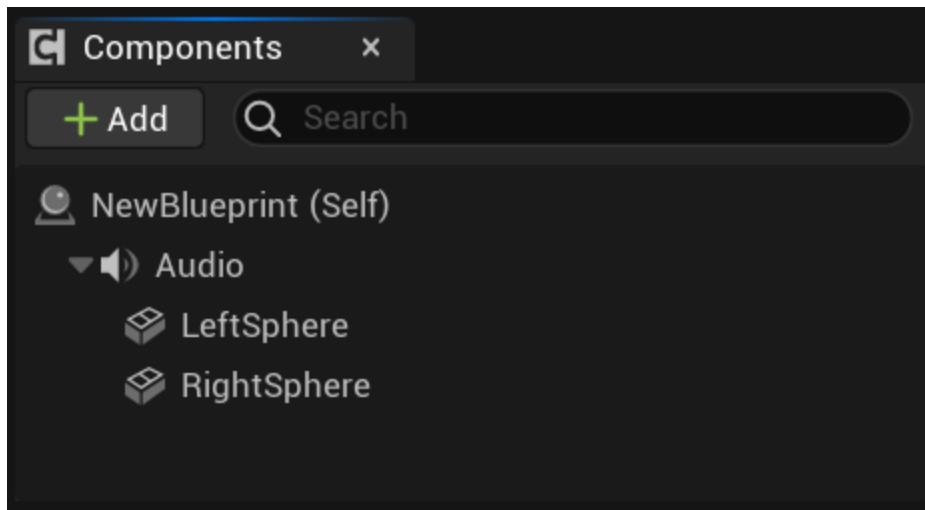 Components
Add Search
NewBlueprint (Self)
Audio
LeftSphere
RightSphere